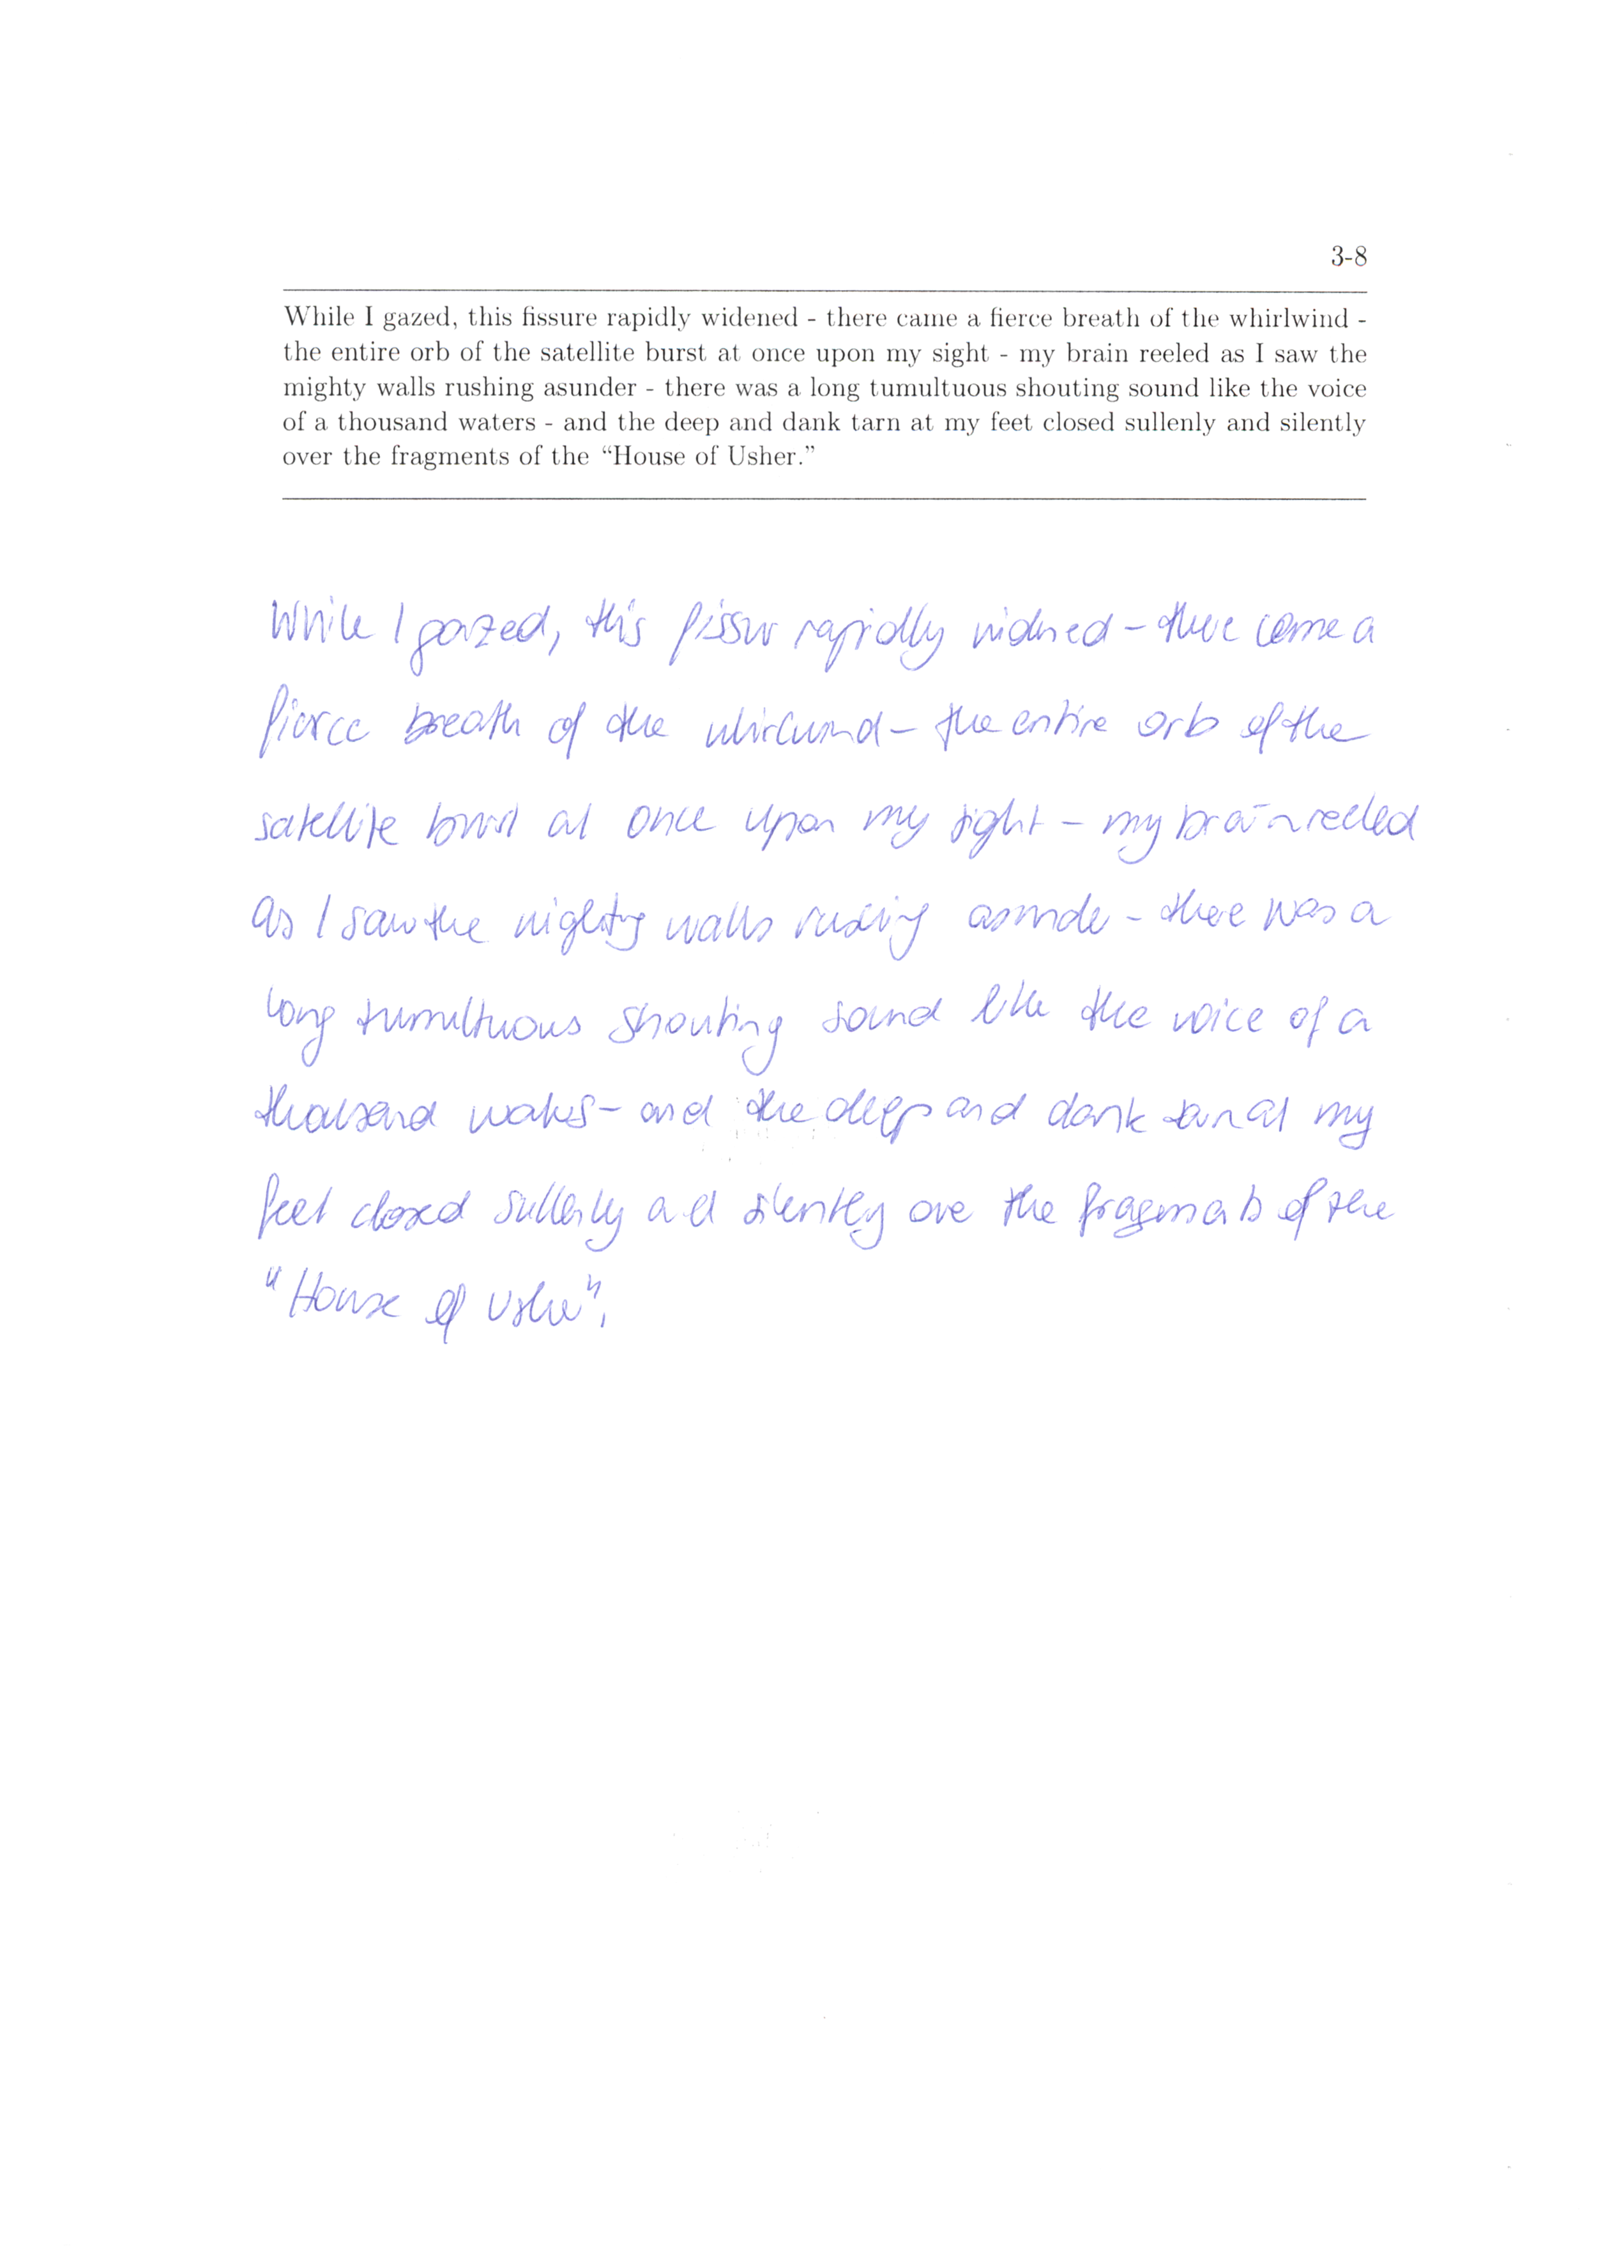 3-8
While I gazed, this fissure rapidly widened - there came a fierce breath of the whirlwind -
the entire orb of the satellite burst at once upon my sight - my brain reeled as I saw the
mighty walls rushing asunder - there was a long tumultuous shouting sound like the voice
of a thousand waters - and the deep and dank tarn at my feet closed sullenly and silently
over the fragments of the “House of Usher.”
While I gazed, this fissur rapidly widened – there came a
fierce breath of the whirlwind – the entire orb of the
satellite burst at once upon my sight – my brain reeled
as I saw the mighty walls rushing asunder – there was a
long tumultuous shouting sound like the voice of a
thousand waters – and the deep and dank tarn at my
feet closed sullenly and silently over the fragments of the
"House of Usher".